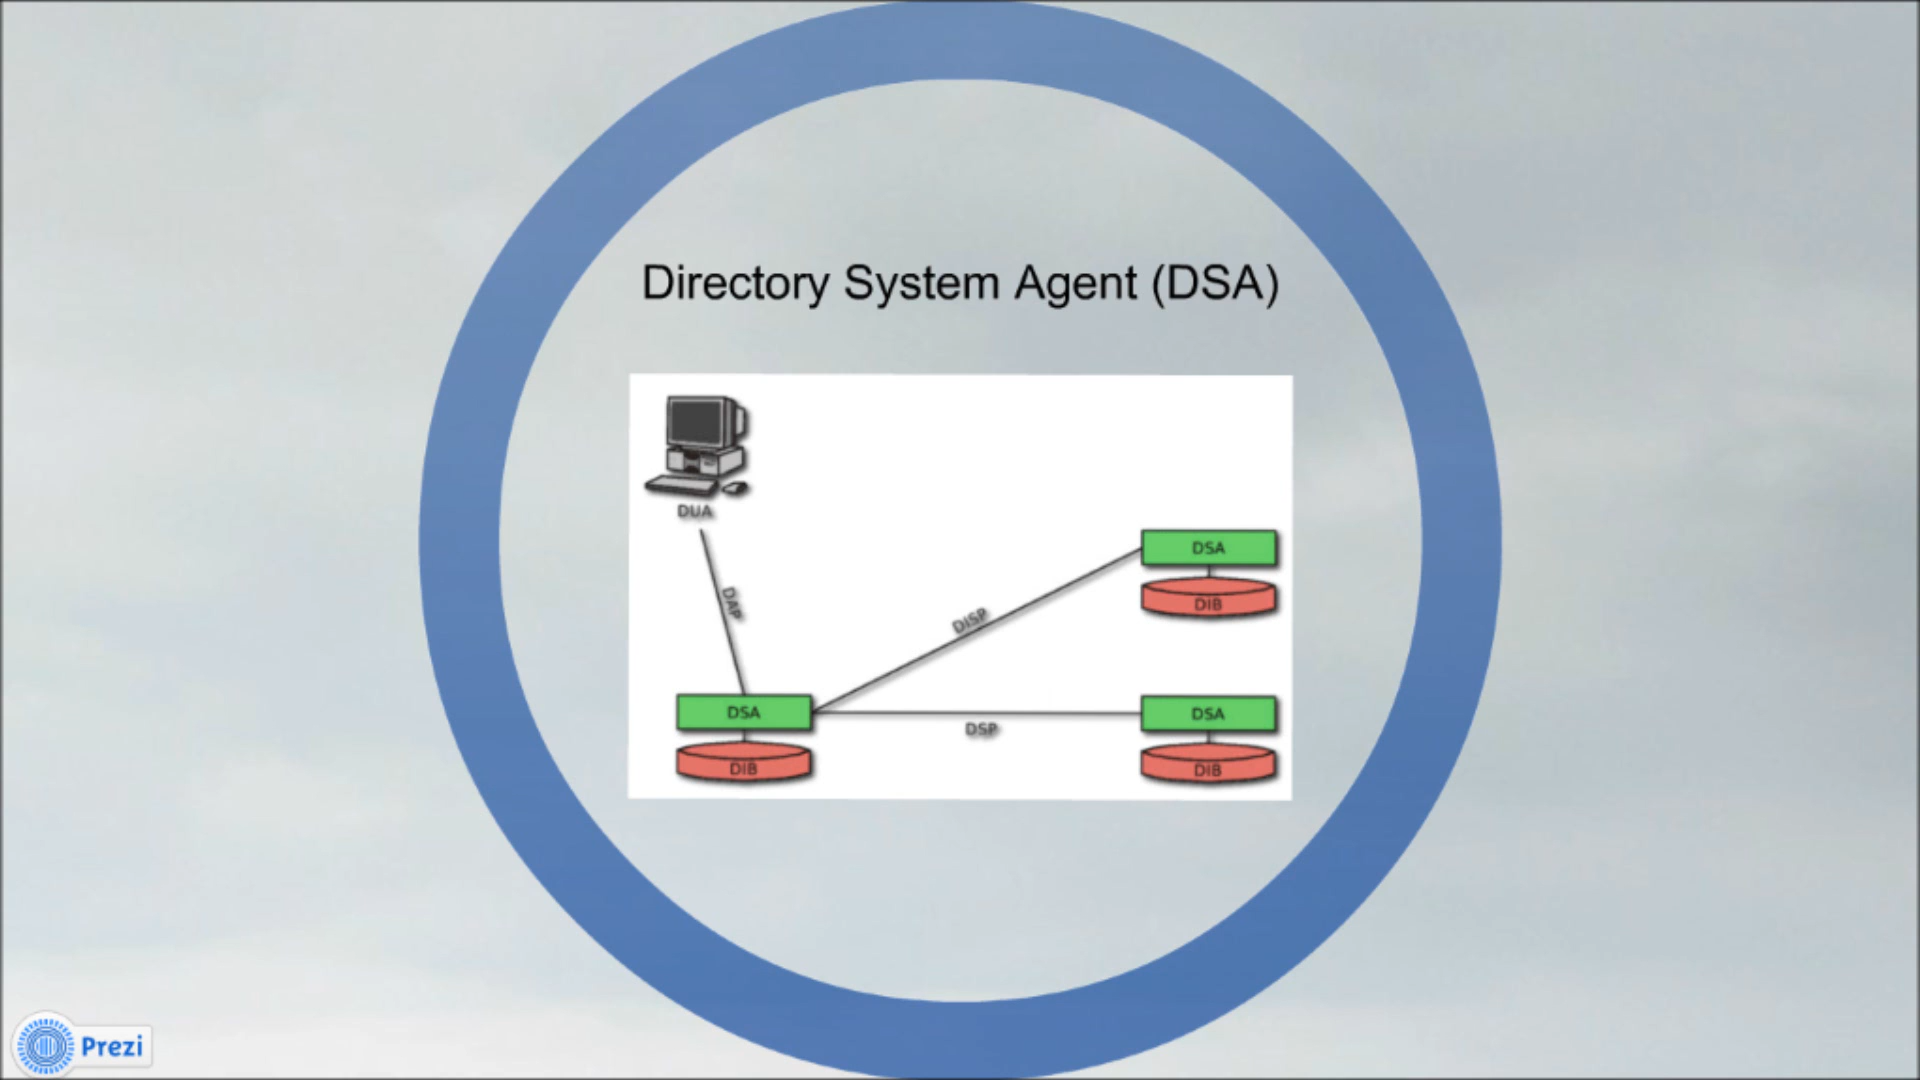 Directory System Agent (DSA)
DUA
DAP
DISP
DSA
DIB
DSA
DIB
DSP
DSA
DIB
Prezi